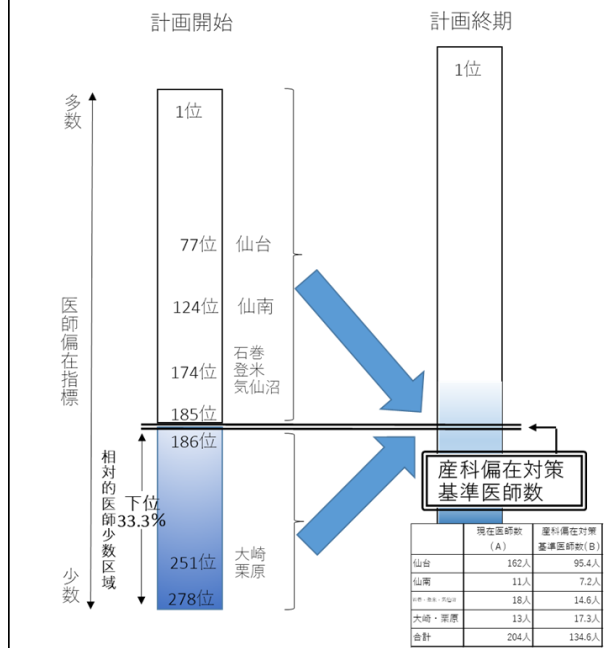 計画開始
計画終期
多数
医師偏在指標
少数
1位
77位 仙台
124位 仙南
174位
石巻
登米
気仙沼
185位
186位
251位
大崎
栗原
278位
相対的医師少数区域
下位
33.3%
1位
産科偏在対策
基準医師数
現在医師数
(A)
産科偏在対策
基準医師数(B)
仙台 162人 95.4人
仙南 11人 7.2人
18人 14.6人
大崎・栗原 13人 17.3人
合計 204人 134.6人